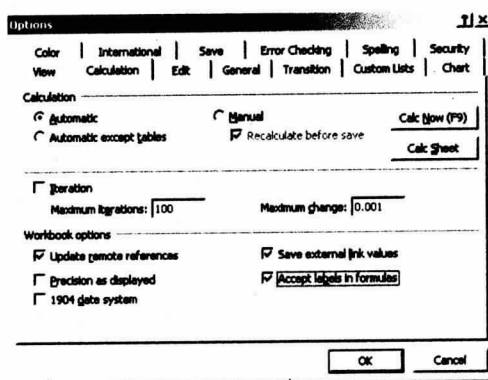 Options ? X
Color International Save Error Checking Spelling Security
View Calculation Edit General Transition Custom Lists Chart
Calculation
Automatic Manual Calc Now (F9)
Automatic except tables Recalculate before save
Calc Sheet
Iteration
Maximum iterations: 100 Maximum change: 0.001
Workbook options
Update remote references Save external link values
Precision as displayed Accept labels in formulas
1904 date system
OK Cancel